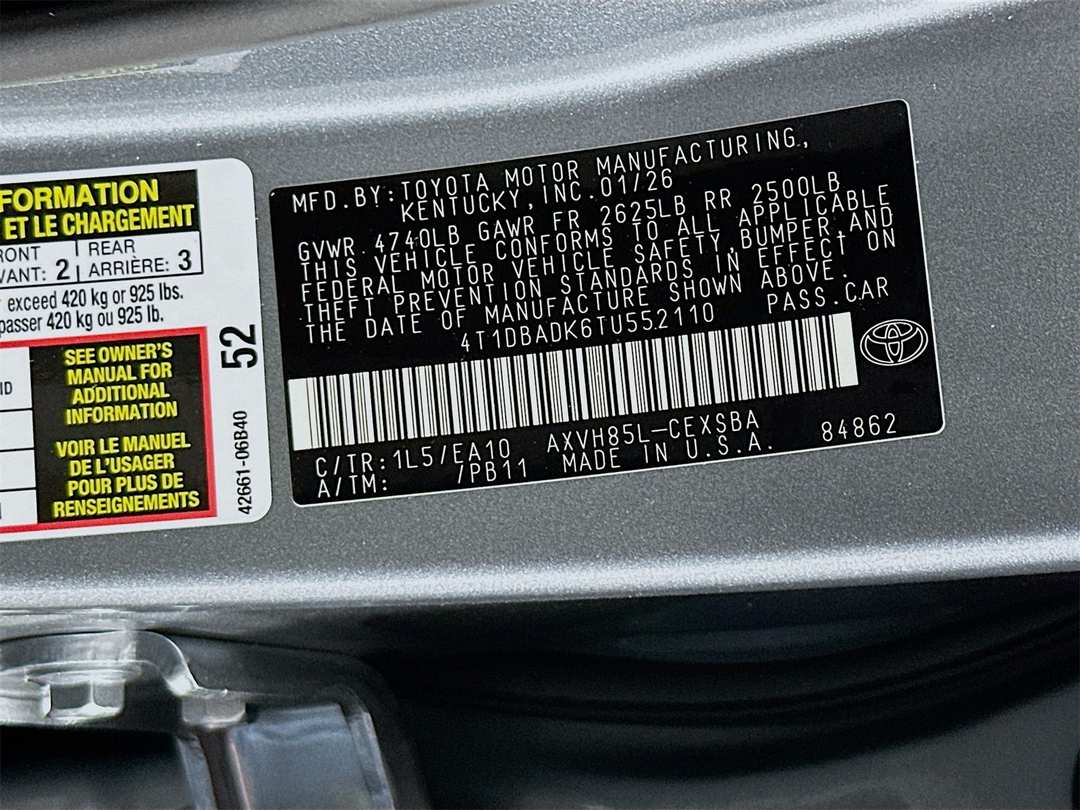 FORMATION
ET LE CHARGEMENT
RONT
VANT: 2
REAR
ARRIÈRE: 3
exceed 420 kg or 925 lbs.
passer 420 kg ou 925 lb.
SEE OWNER'S
MANUAL FOR
ADDITIONAL
INFORMATION
VOIR LE MANUEL
DE L'USAGER
POUR PLUS DE
RENSEIGNEMENTS
52
42661-06B40
MFD.BY:TOYOTA MOTOR MANUFACTURING,
KENTUCKY,INC.01/26
GVWR 4740LB GAWR FR 2625LB RR 2500LB
THIS VEHICLE CONFORMS TO ALL APPLICABLE
FEDERAL MOTOR VEHICLE SAFETY,BUMPER,AND
THEFT PREVENTION STANDARDS IN EFFECT ON
THE DATE OF MANUFACTURE SHOWN ABOVE.
4T1DBADK6TU552110 PASS.CAR
C/TR:1L5/EA10 AXVH85L-CEXSBA
A/TM: /PB11 MADE IN U.S.A. 84862